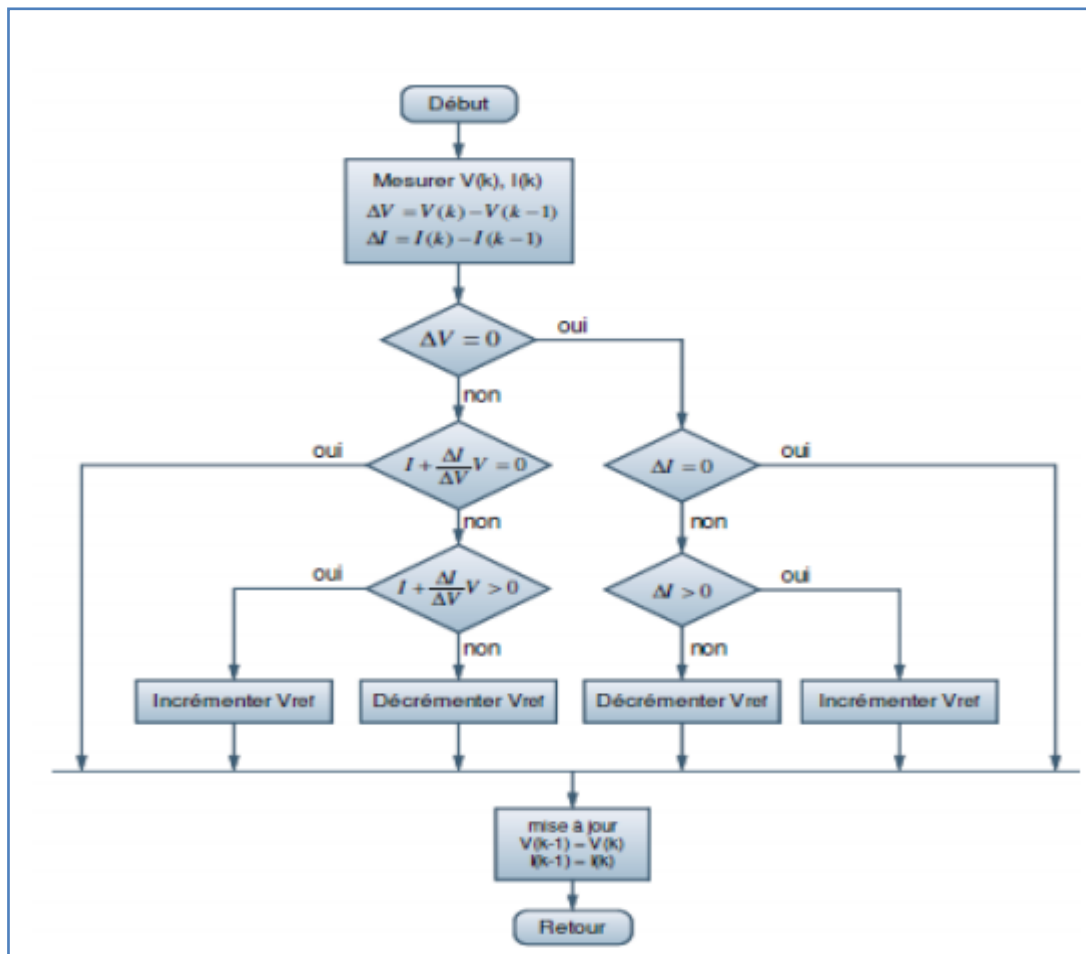 Début
Mesurer V(k), I(k)
ΔV = V(k) − V(k−1)
ΔI = I(k) − I(k−1)
ΔV = 0
oui
non
oui
I + ΔI/ΔV V = 0
ΔI = 0
oui
non
non
oui
I + ΔI/ΔV V > 0
ΔI > 0
oui
non
non
Incrémenter Vref
Décrémenter Vref
Décrémenter Vref
Incrémenter Vref
mise à jour
V(k-1) – V(k)
I(k-1) – I(k)
Retour